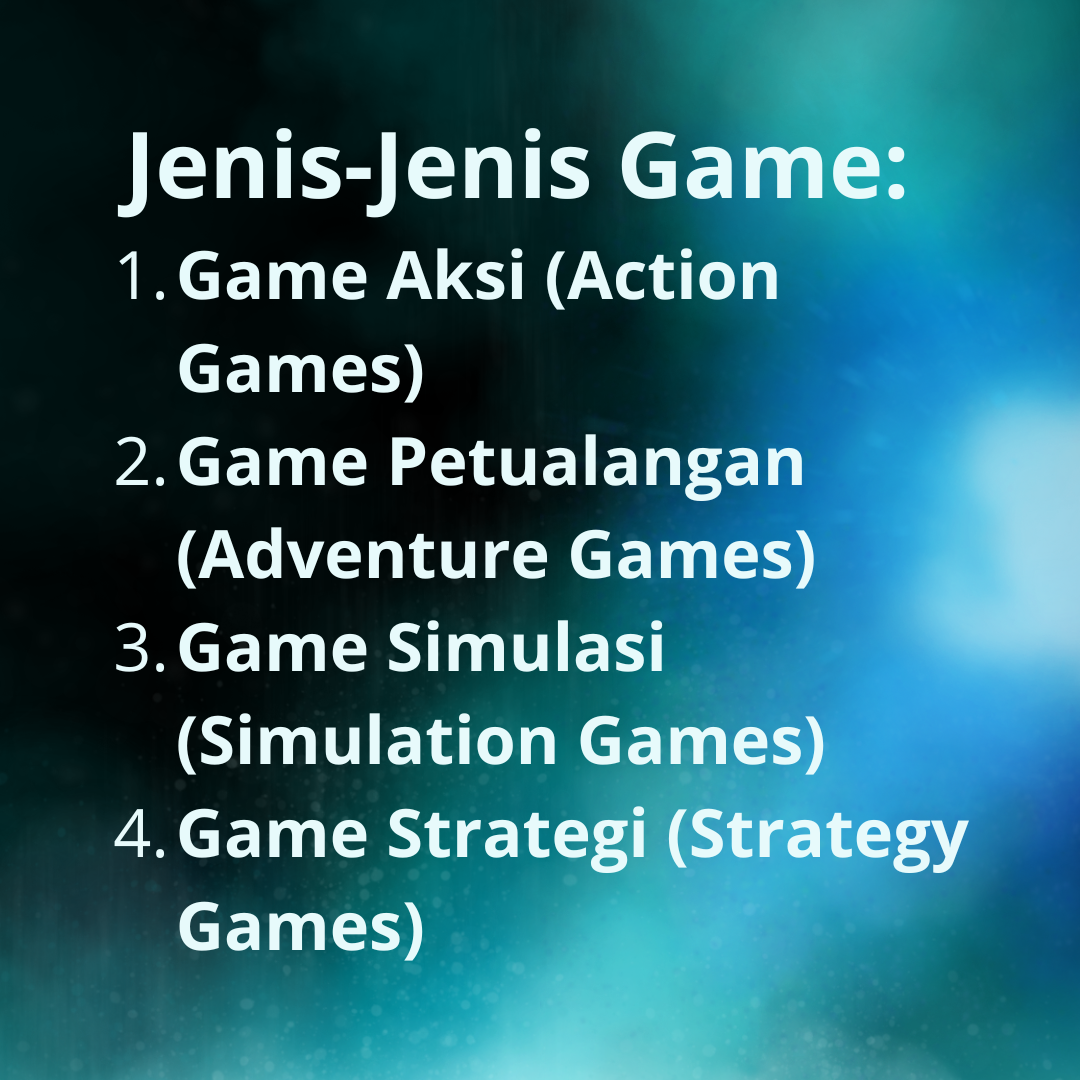 Jenis-Jenis Game:
1. Game Aksi (Action
Games)
2. Game Petualangan
(Adventure Games)
3. Game Simulasi
(Simulation Games)
4. Game Strategi (Strategy
Games)